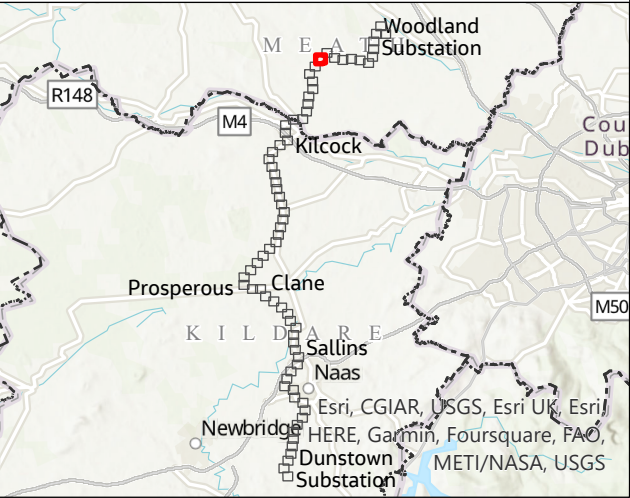 Woodland
Substation
M E A T H
R148
M4
Cou
Dub
Kilcock
Prosperous
Clane
M50
K I L D A R E
Sallins
Naas
Esri, CGIAR, USGS, Esri UK, Esri,
Newbridge
HERE, Garmin, Foursquare, FAO,
METI/NASA, USGS
Dunstown
Substation